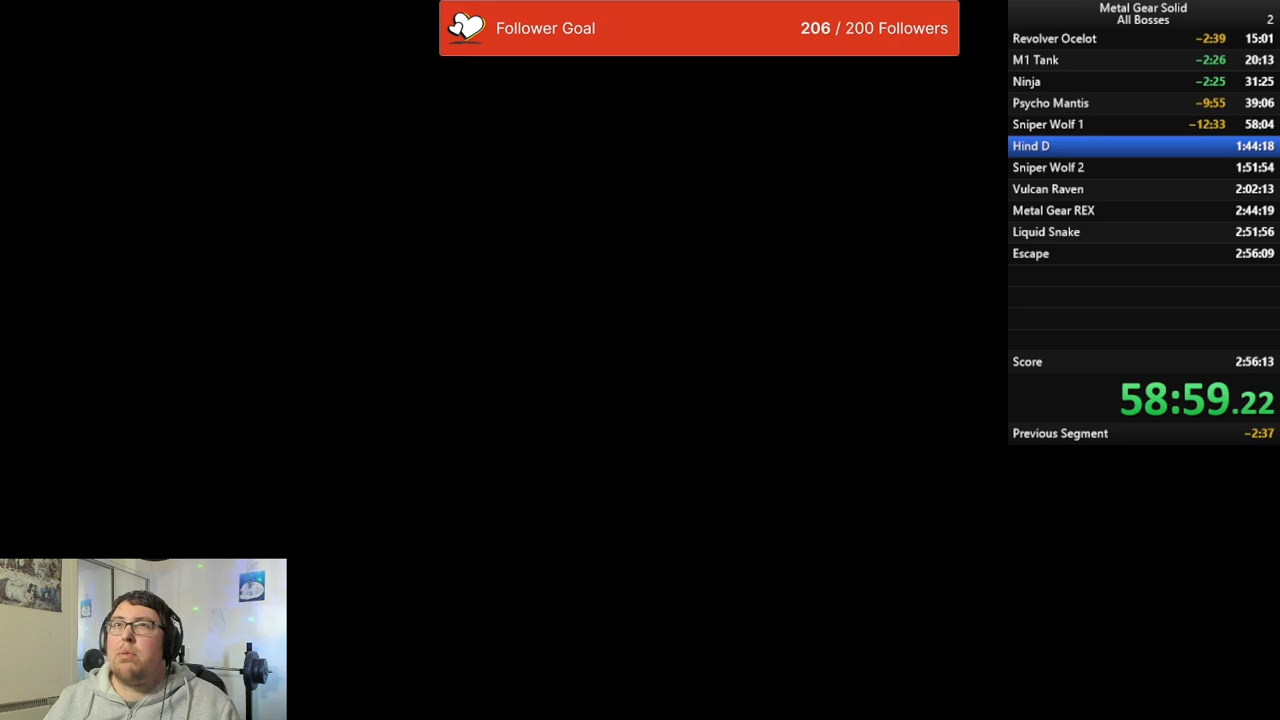 Follower Goal 206 / 200 Followers
Metal Gear Solid
All Bosses 2
Revolver Ocelot −2:39 15:01
M1 Tank −2:26 20:13
Ninja −2:25 31:25
Psycho Mantis −9:55 39:06
Sniper Wolf 1 −12:33 58:04
Hind D 1:44:18
Sniper Wolf 2 1:51:54
Vulcan Raven 2:02:13
Metal Gear REX 2:44:19
Liquid Snake 2:51:56
Escape 2:56:09
Score 2:56:13
58:59.22
Previous Segment −2:37